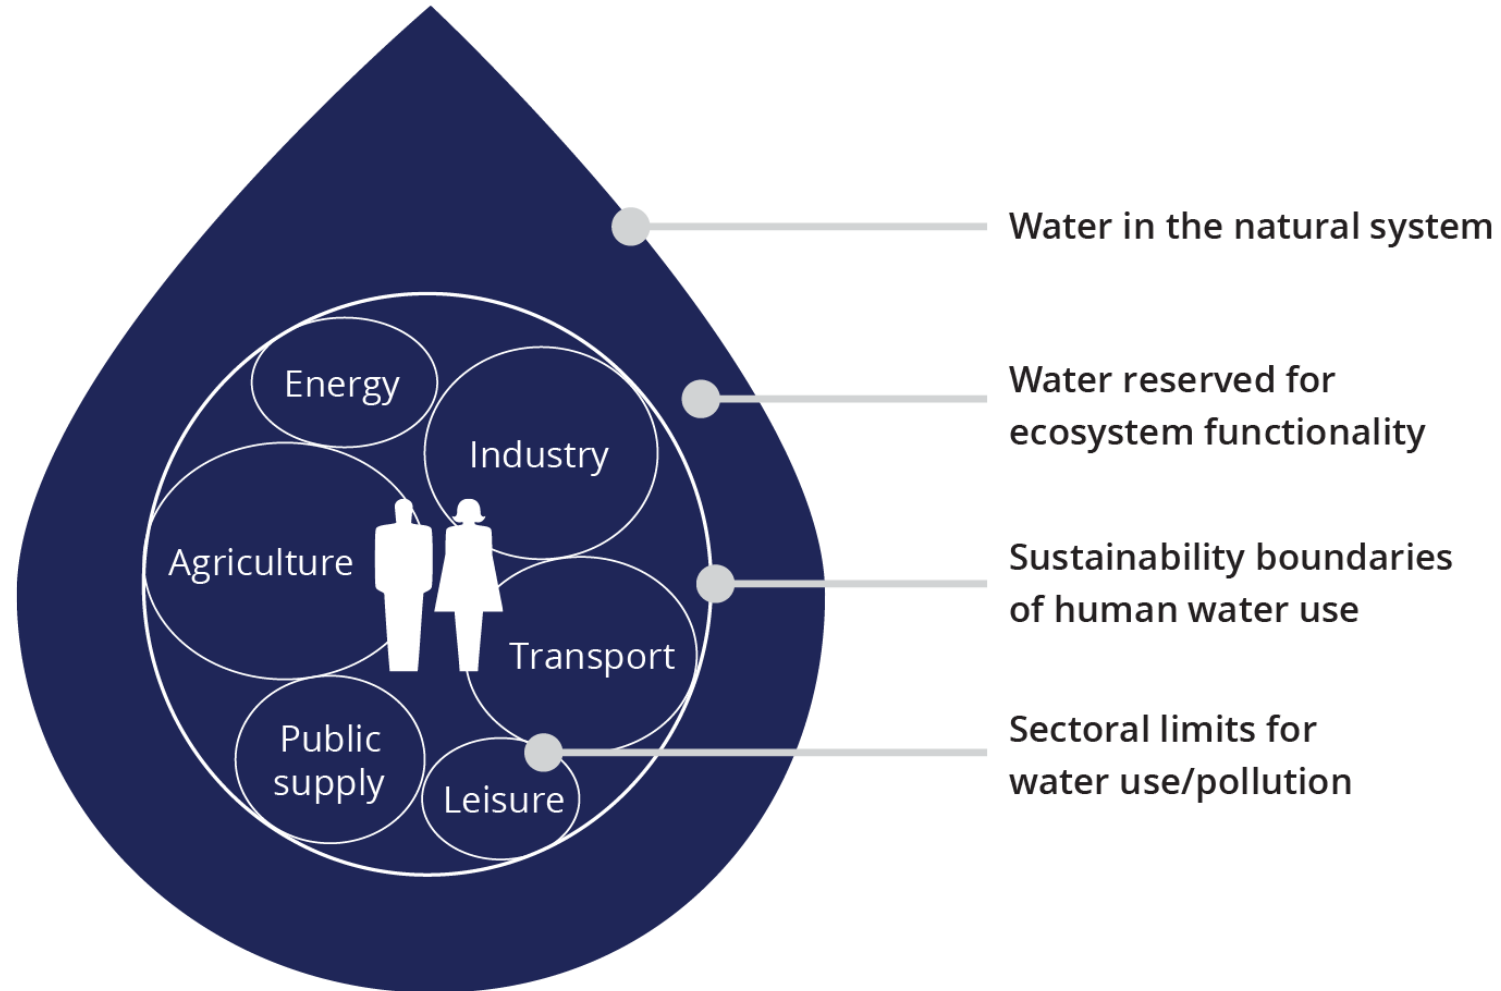 Water in the natural system
Water reserved for
ecosystem functionality
Sustainability boundaries
of human water use
Sectoral limits for
water use/pollution
Energy
Industry
Agriculture
Transport
Public
supply
Leisure